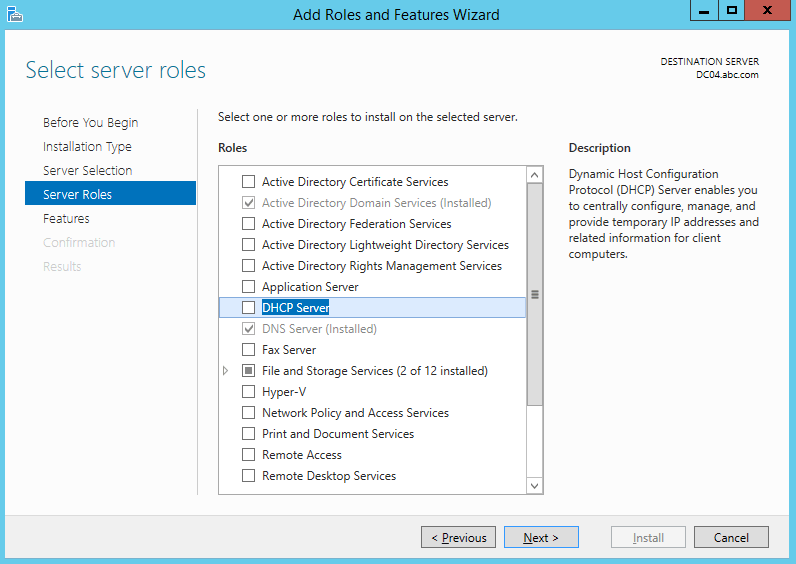 Add Roles and Features Wizard
Select server roles
DESTINATION SERVER
DC04.abc.com
Before You Begin
Installation Type
Server Selection
Server Roles
Features
Confirmation
Results
Select one or more roles to install on the selected server.
Roles
Active Directory Certificate Services
Active Directory Domain Services (Installed)
Active Directory Federation Services
Active Directory Lightweight Directory Services
Active Directory Rights Management Services
Application Server
DHCP Server
DNS Server (Installed)
Fax Server
File and Storage Services (2 of 12 installed)
Hyper-V
Network Policy and Access Services
Print and Document Services
Remote Access
Remote Desktop Services
Description
Dynamic Host Configuration
Protocol (DHCP) Server enables you
to centrally configure, manage, and
provide temporary IP addresses and
related information for client
computers.
< Previous
Next >
Install
Cancel